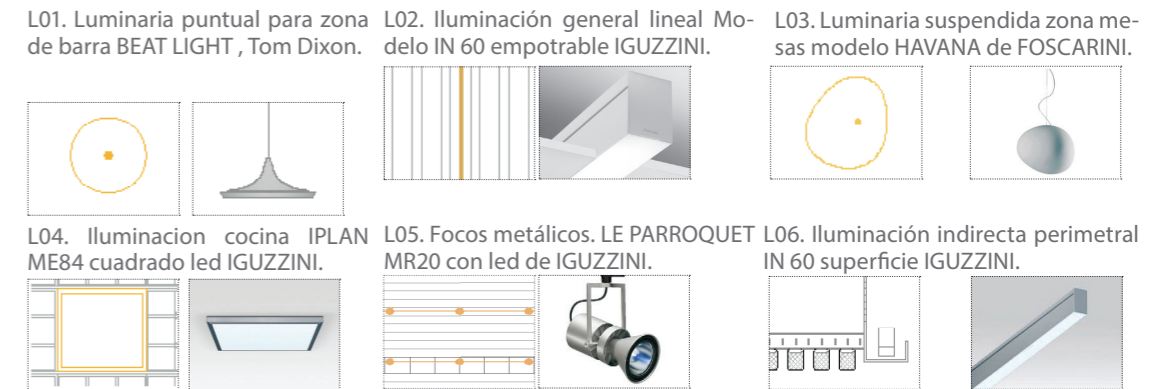 L01. Luminaria puntual para zona
de barra BEAT LIGHT , Tom Dixon.
L02. Iluminación general lineal Mo-
delo IN 60 empotrable IGUZZINI.
L03. Luminaria suspendida zona me-
sas modelo HAVANA de FOSCARINI.
L04. Iluminacion cocina IPLAN
ME84 cuadrado led IGUZZINI.
L05. Focos metálicos. LE PARROQUET
MR20 con led de IGUZZINI.
L06. Iluminación indirecta perimetral
IN 60 superficie IGUZZINI.